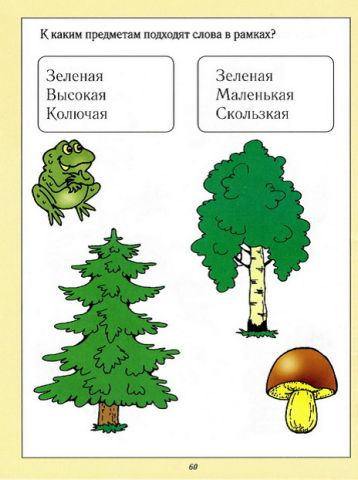 К каким предметам подходят слова в рамках?
Зеленая
Высокая
Колючая
Зеленая
Маленькая
Скользкая
60